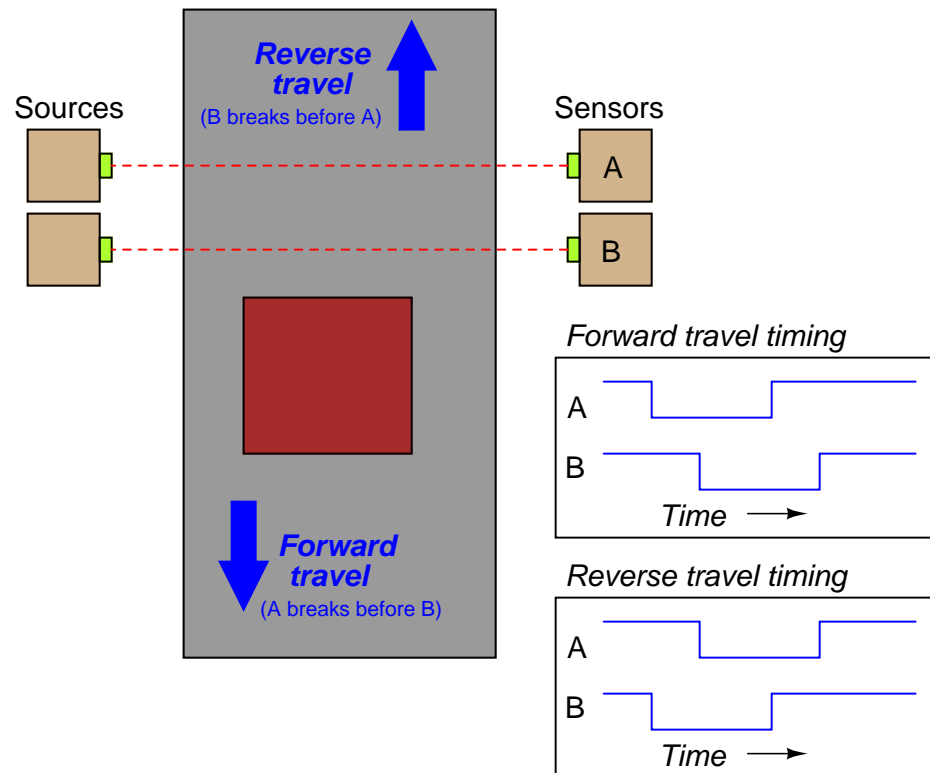 Reverse
travel
(B breaks before A)
Sources
Sensors
A
B
Forward travel timing
A
B
Time
Forward
travel
(A breaks before B)
Reverse travel timing
A
B
Time